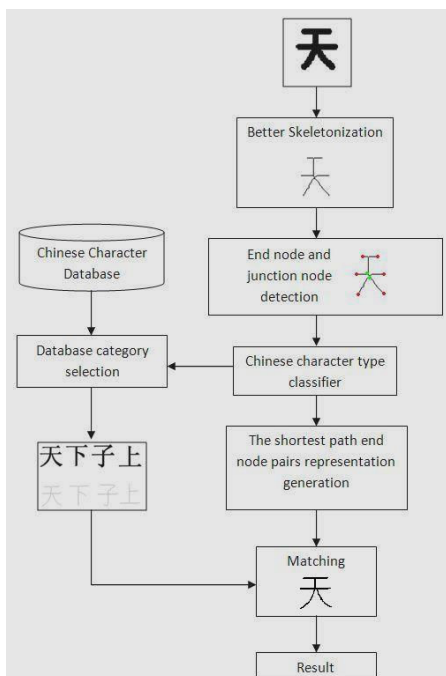 天
Better Skeletonization
天
Chinese Character
Database
End node and
junction node
detection
天
Database category
selection
Chinese character type
classifier
天下子上
天下子上
The shortest path end
node pairs representation
generation
Matching
天
Result